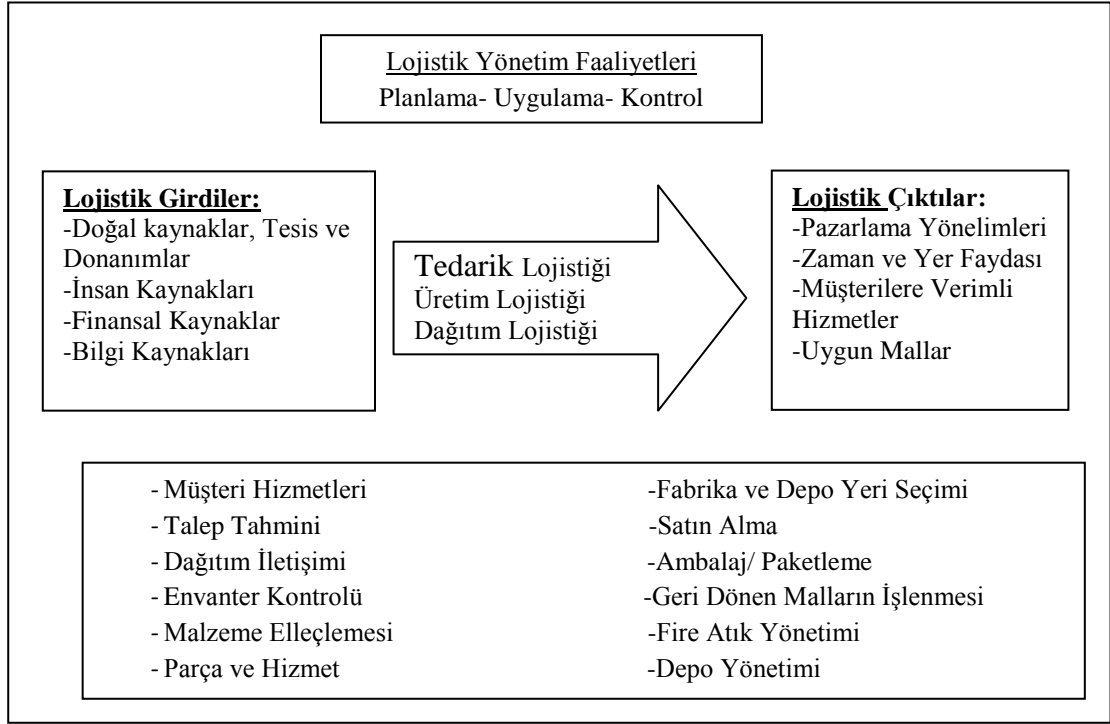 Lojistik Yönetim Faaliyetleri
Planlama- Uygulama- Kontrol
Lojistik Girdiler:
-Doğal kaynaklar, Tesis ve
Donanımlar
-İnsan Kaynakları
-Finansal Kaynaklar
-Bilgi Kaynakları
Tedarik Lojistiği
Üretim Lojistiği
Dağıtım Lojistiği
Lojistik Çıktılar:
-Pazarlama Yönelimleri
-Zaman ve Yer Faydası
-Müşterilere Verimli
Hizmetler
-Uygun Mallar
- Müşteri Hizmetleri
- Talep Tahmini
- Dağıtım İletişimi
- Envanter Kontrolü
- Malzeme Elleçlemesi
- Parça ve Hizmet
-Fabrika ve Depo Yeri Seçimi
-Satın Alma
-Ambalaj/ Paketleme
-Geri Dönen Malların İşlenmesi
-Fire Atık Yönetimi
-Depo Yönetimi